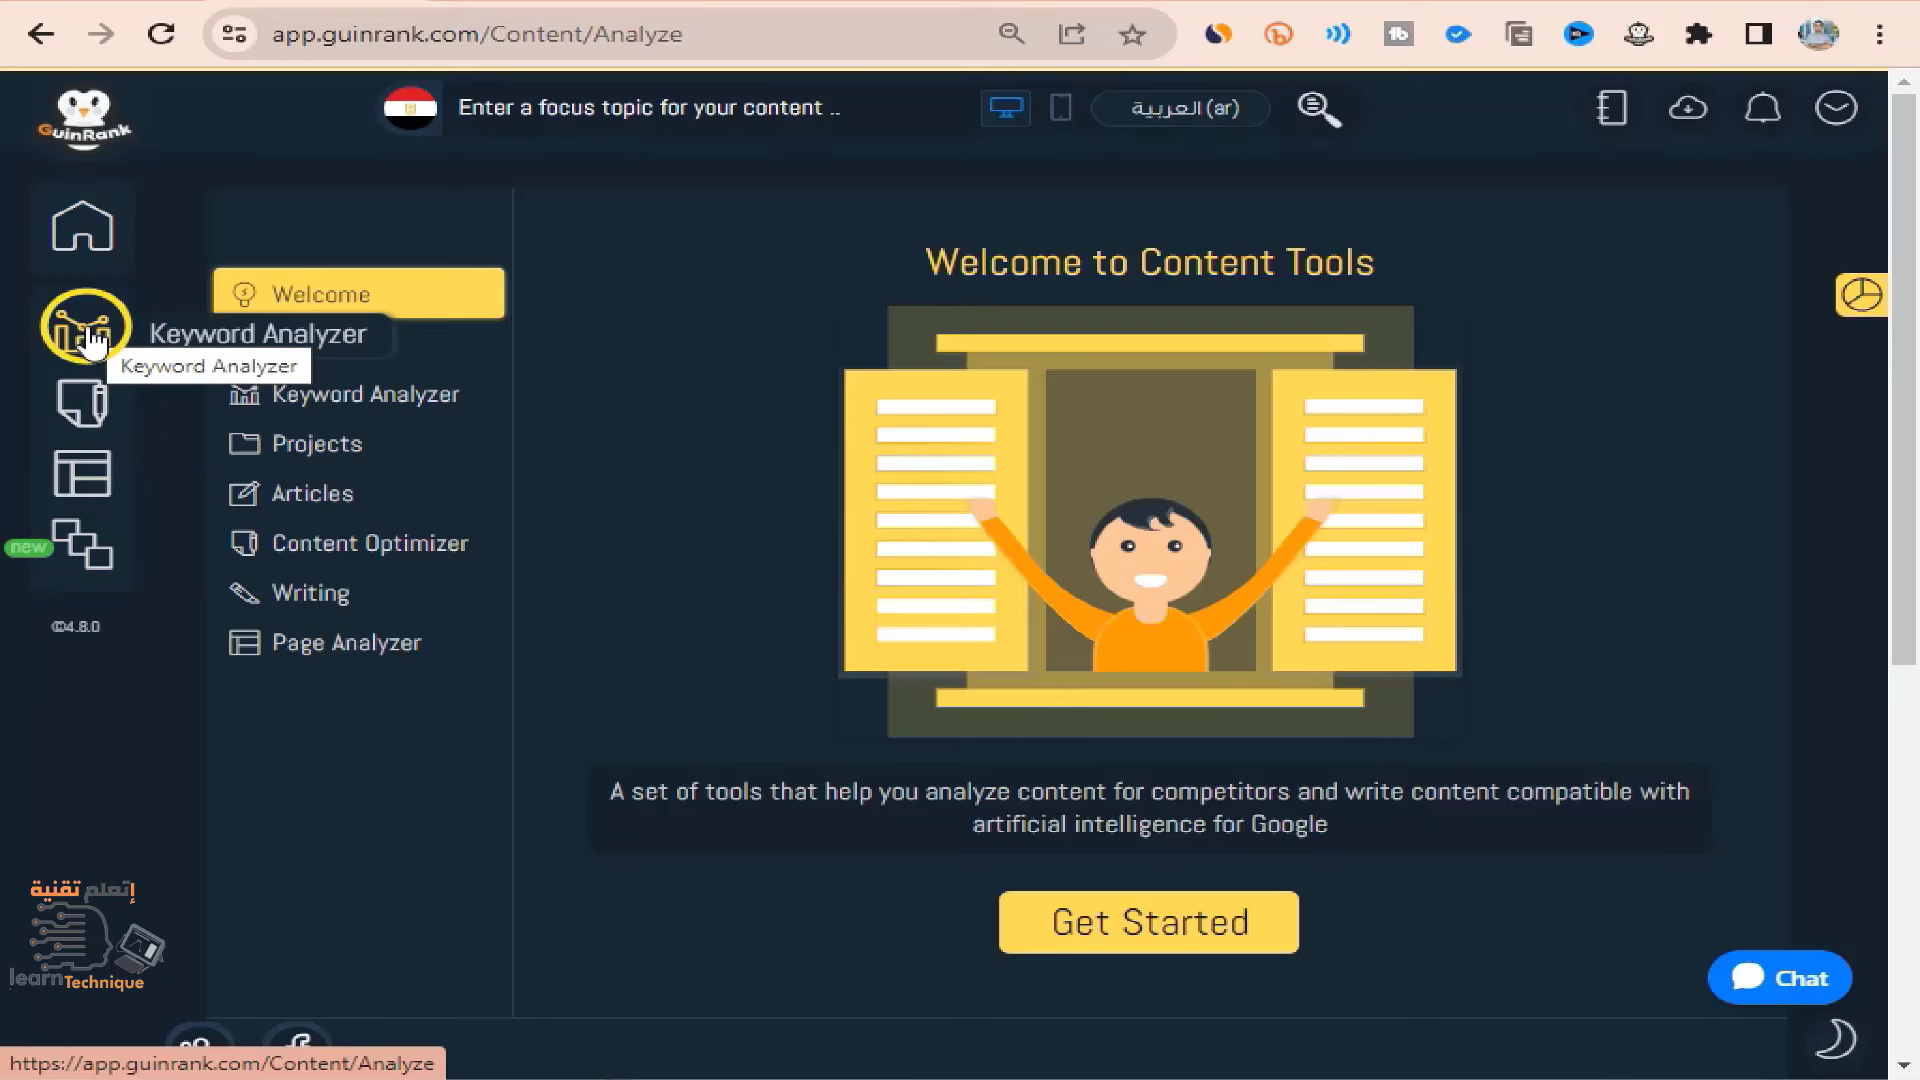 app.guinrank.com/Content/Analyze
GuinRank
Enter a focus topic for your content ..
العربية (ar)
Welcome
Keyword Analyzer
Keyword Analyzer
Keyword Analyzer
Projects
Articles
Content Optimizer
Writing
Page Analyzer
new
©4.8.0
Welcome to Content Tools
A set of tools that help you analyze content for competitors and write content compatible with
artificial intelligence for Google
Get Started
Chat
إتعلم تقنية
learnTechnique
https://app.guinrank.com/Content/Analyze